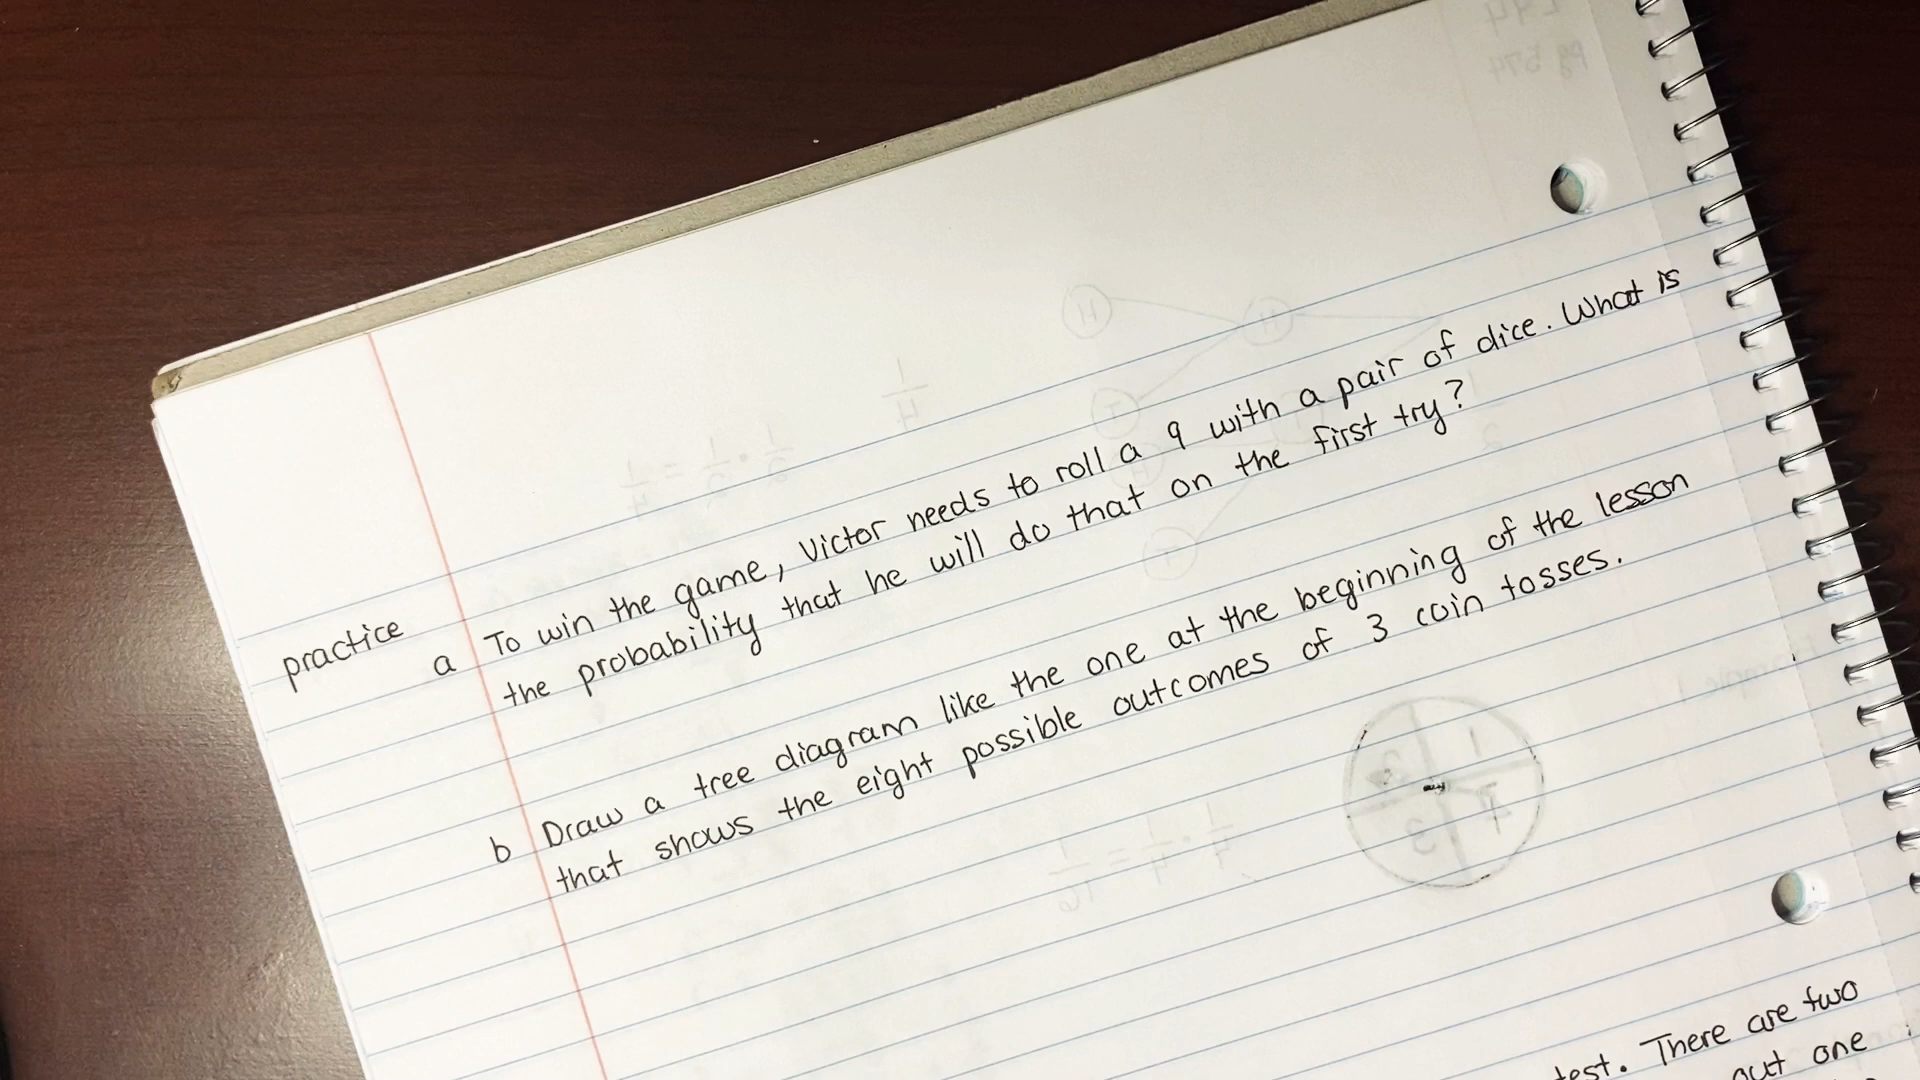 practice
a To win the game, Victor needs to roll a 9 with a pair of dice. What is
the probability that he will do that on the first try?
b Draw a tree diagram like the one at the beginning of the lesson
that shows the eight possible outcomes of 3 coin tosses.
test. There are two
out one